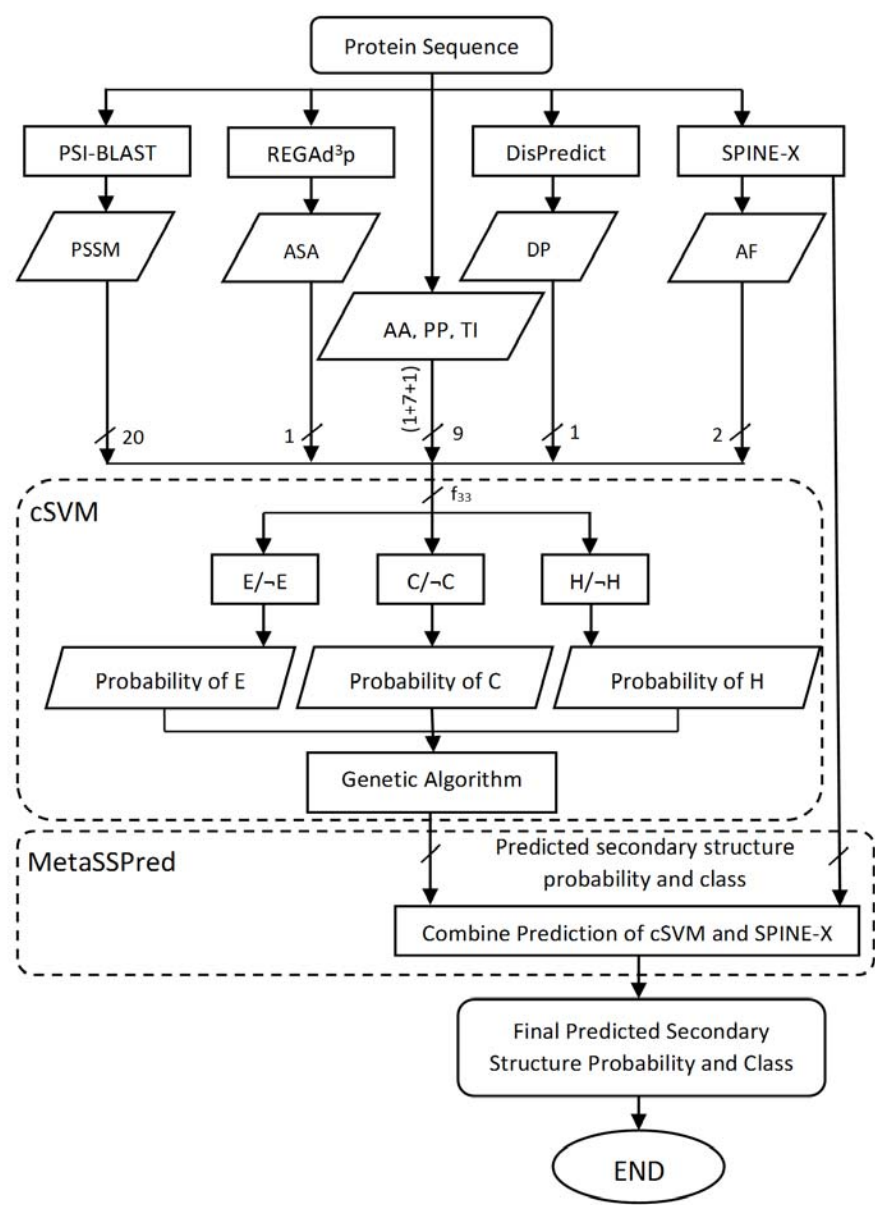 Protein Sequence
PSI-BLAST
REGAd³p
DisPredict
SPINE-X
PSSM
ASA
DP
AF
AA, PP, TI
(1+7+1)
20
1
9
1
2
f₃₃
cSVM
E/¬E
C/¬C
H/¬H
Probability of E
Probability of C
Probability of H
Genetic Algorithm
MetaSSPred
Predicted secondary structure
probability and class
Combine Prediction of cSVM and SPINE-X
Final Predicted Secondary
Structure Probability and Class
END